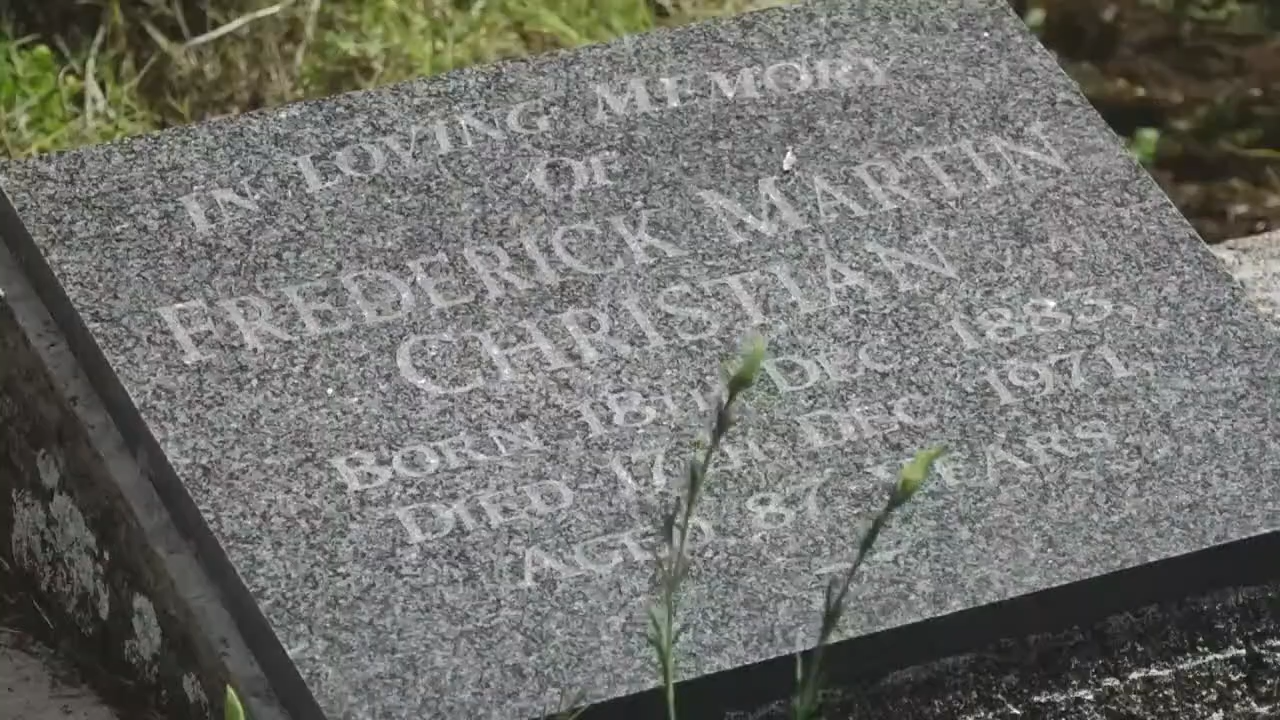 IN LOVING MEMORY
OF
FREDERICK MARTIN
CHRISTIAN
BORN 18TH DEC 1883,
DIED 17TH DEC 1971,
AGED 87 YEARS